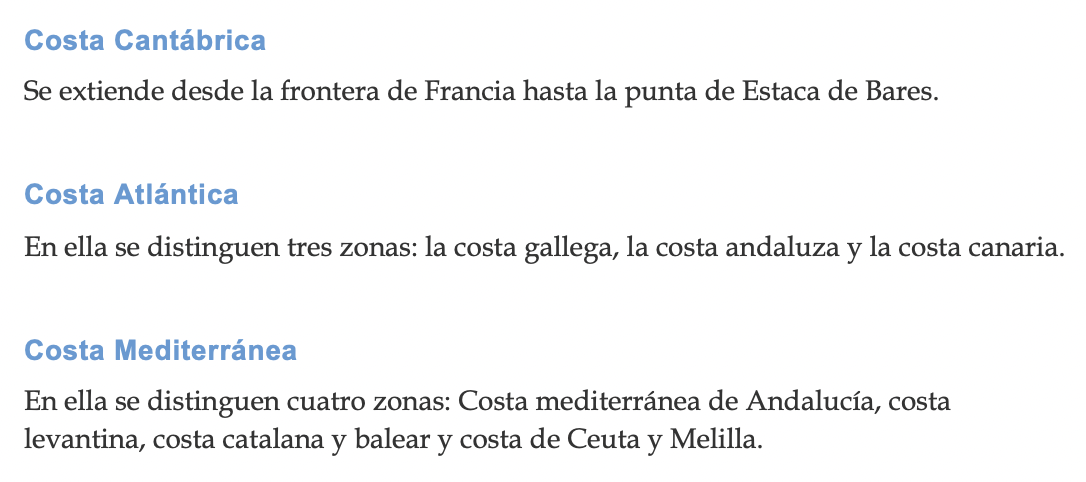 Costa Cantábrica
Se extiende desde la frontera de Francia hasta la punta de Estaca de Bares.
Costa Atlántica
En ella se distinguen tres zonas: la costa gallega, la costa andaluza y la costa canaria.
Costa Mediterránea
En ella se distinguen cuatro zonas: Costa mediterránea de Andalucía, costa
levantina, costa catalana y balear y costa de Ceuta y Melilla.